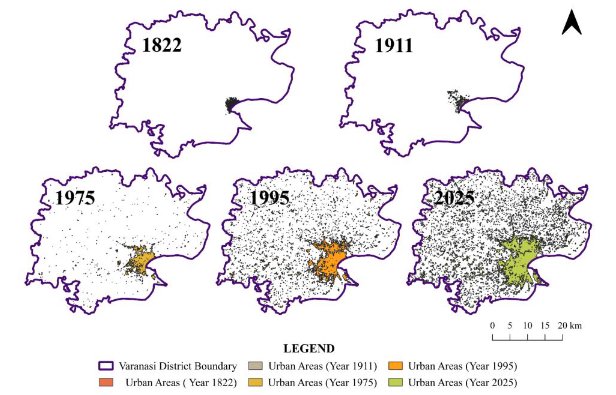 1822
1911
1975
1995
2025
0 5 10 15 20 km
LEGEND
Varanasi District Boundary
Urban Areas (Year 1911)
Urban Areas (Year 1995)
Urban Areas ( Year 1822)
Urban Areas (Year 1975)
Urban Areas (Year 2025)